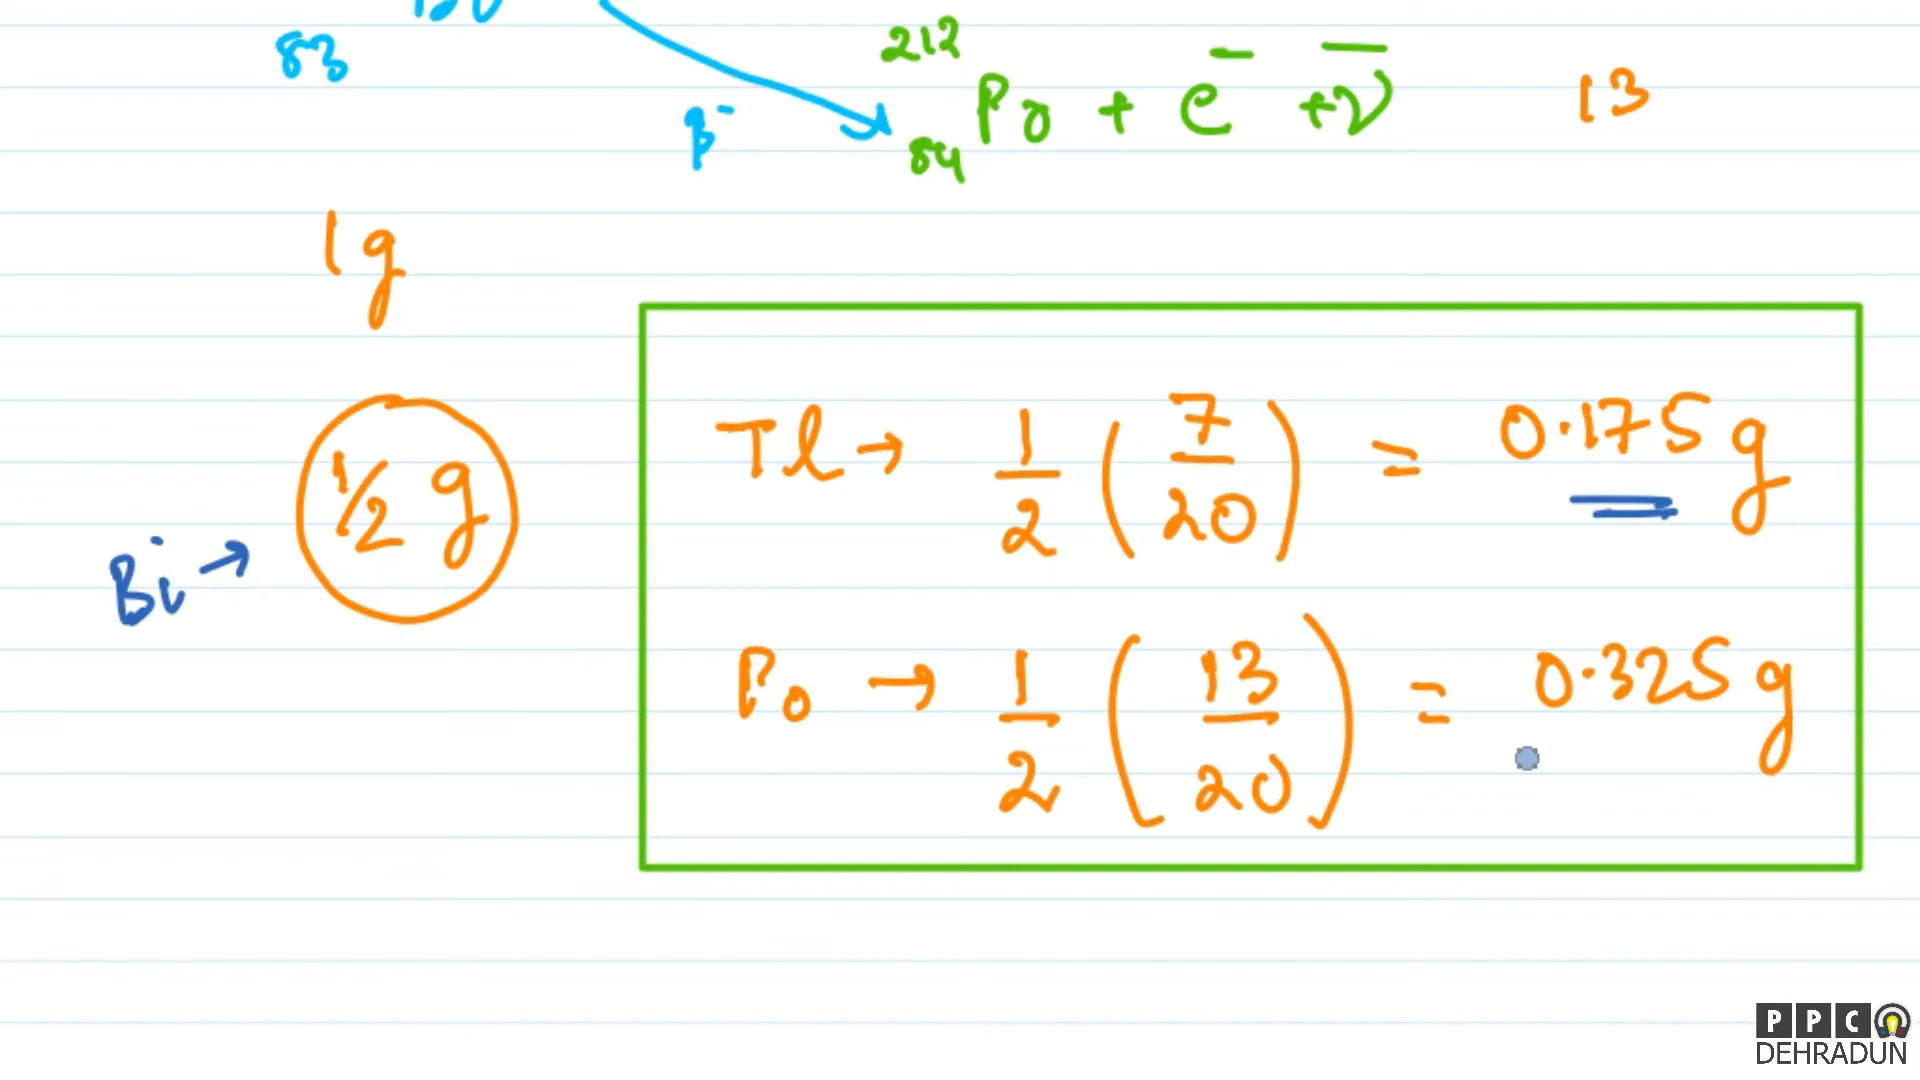 83
β⁻
212
84 Po + e⁻ + ν̅
13
1g
Tl → 1/2 (7/20) = 0.175 g
Bi → 1/2 g
Po → 1/2 (13/20) = 0.325 g
PPC
DEHRADUN